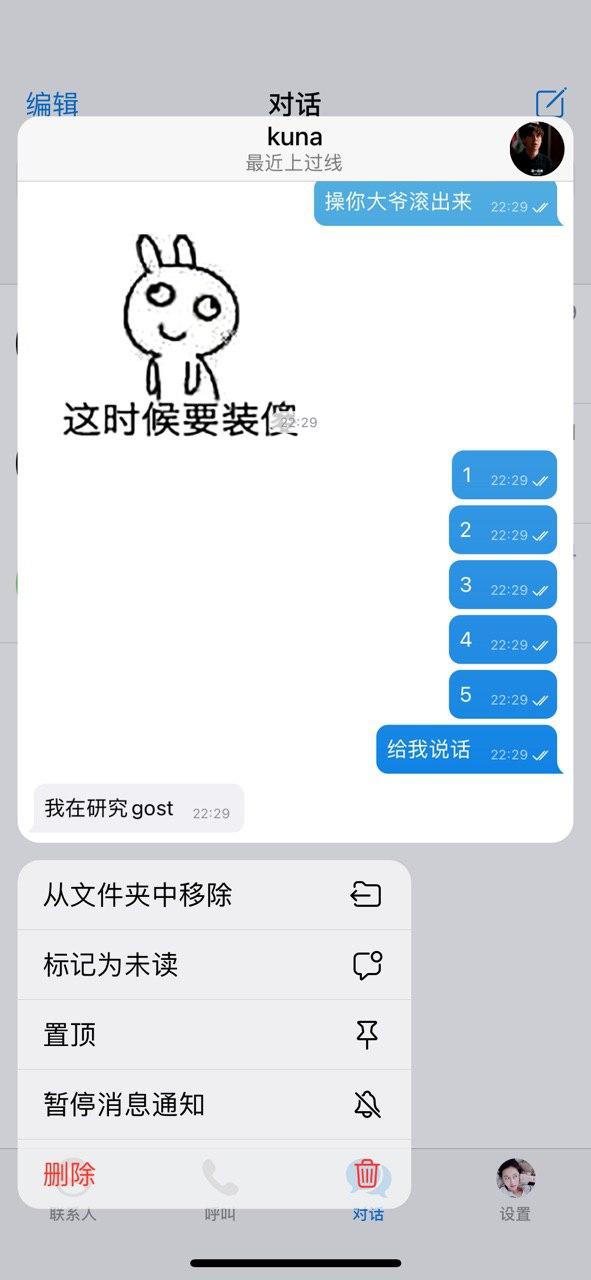 编辑
对话
kuna
最近上过线
操你大爷滚出来 22:29
这时候要装傻 22:29
1 22:29
2 22:29
3 22:29
4 22:29
5 22:29
给我说话 22:29
我在研究gost 22:29
从文件夹中移除
标记为未读
置顶
暂停消息通知
删除
联系人
呼叫
对话
设置